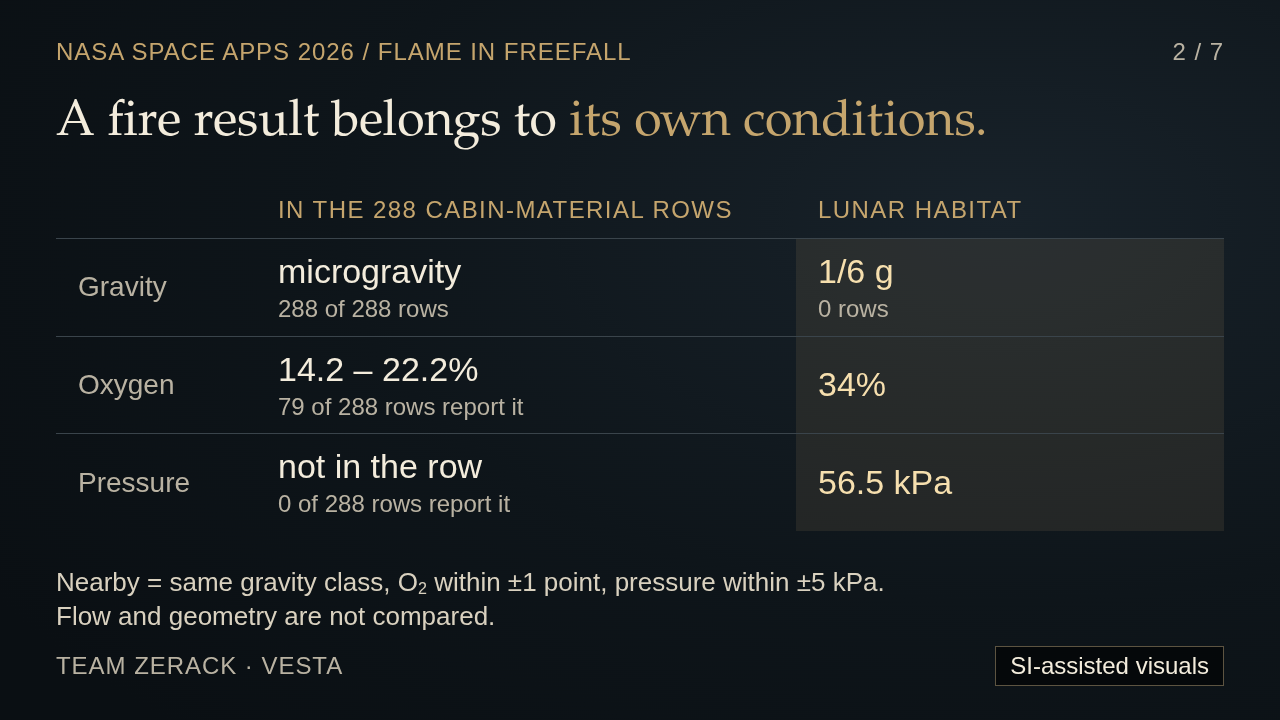 NASA SPACE APPS 2026 / FLAME IN FREEFALL
2 / 7
A fire result belongs to its own conditions.
IN THE 288 CABIN-MATERIAL ROWS
LUNAR HABITAT
Gravity
microgravity
288 of 288 rows
1/6 g
0 rows
Oxygen
14.2 – 22.2%
79 of 288 rows report it
34%
Pressure
not in the row
0 of 288 rows report it
56.5 kPa
Nearby = same gravity class, O₂ within ±1 point, pressure within ±5 kPa.
Flow and geometry are not compared.
TEAM ZERACK · VESTA
SI-assisted visuals